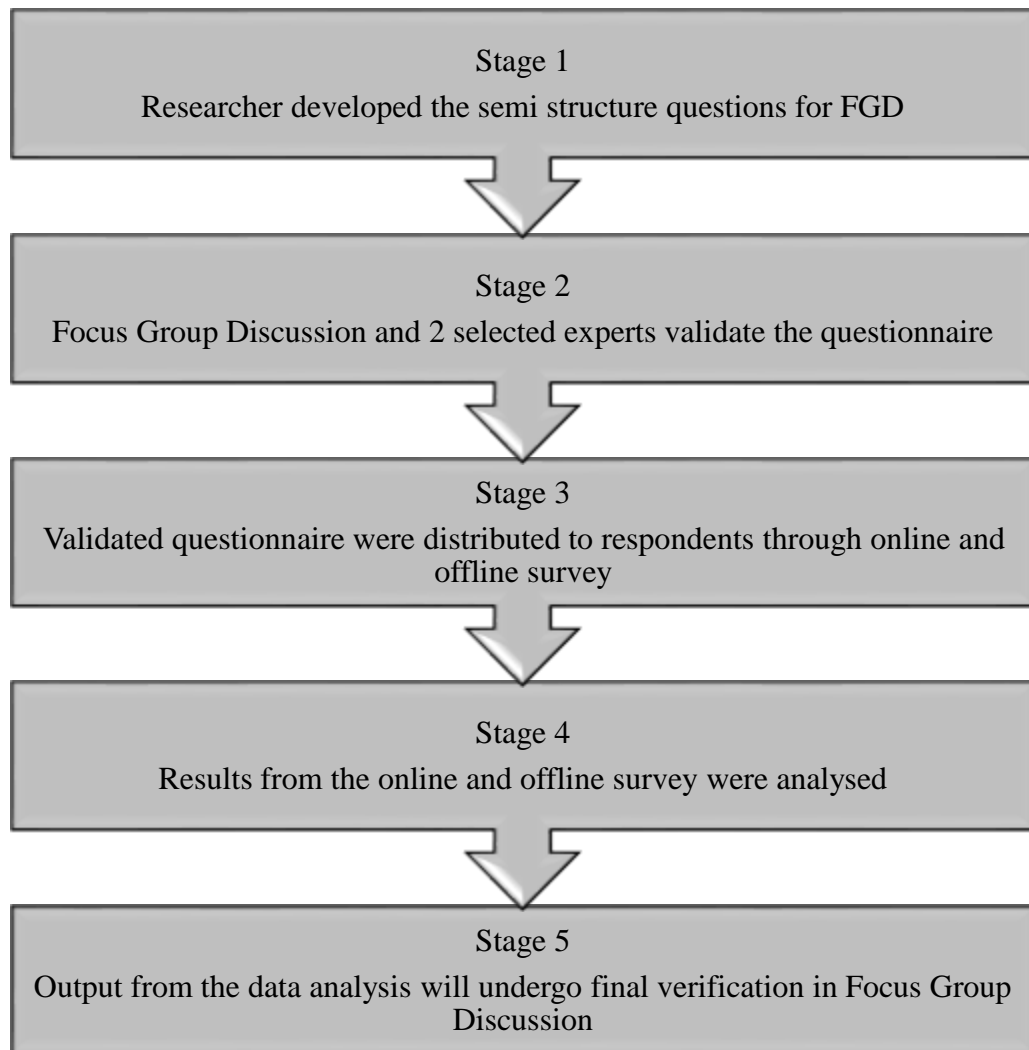 Stage 1
Researcher developed the semi structure questions for FGD
Stage 2
Focus Group Discussion and 2 selected experts validate the questionnaire
Stage 3
Validated questionnaire were distributed to respondents through online and
offline survey
Stage 4
Results from the online and offline survey were analysed
Stage 5
Output from the data analysis will undergo final verification in Focus Group
Discussion